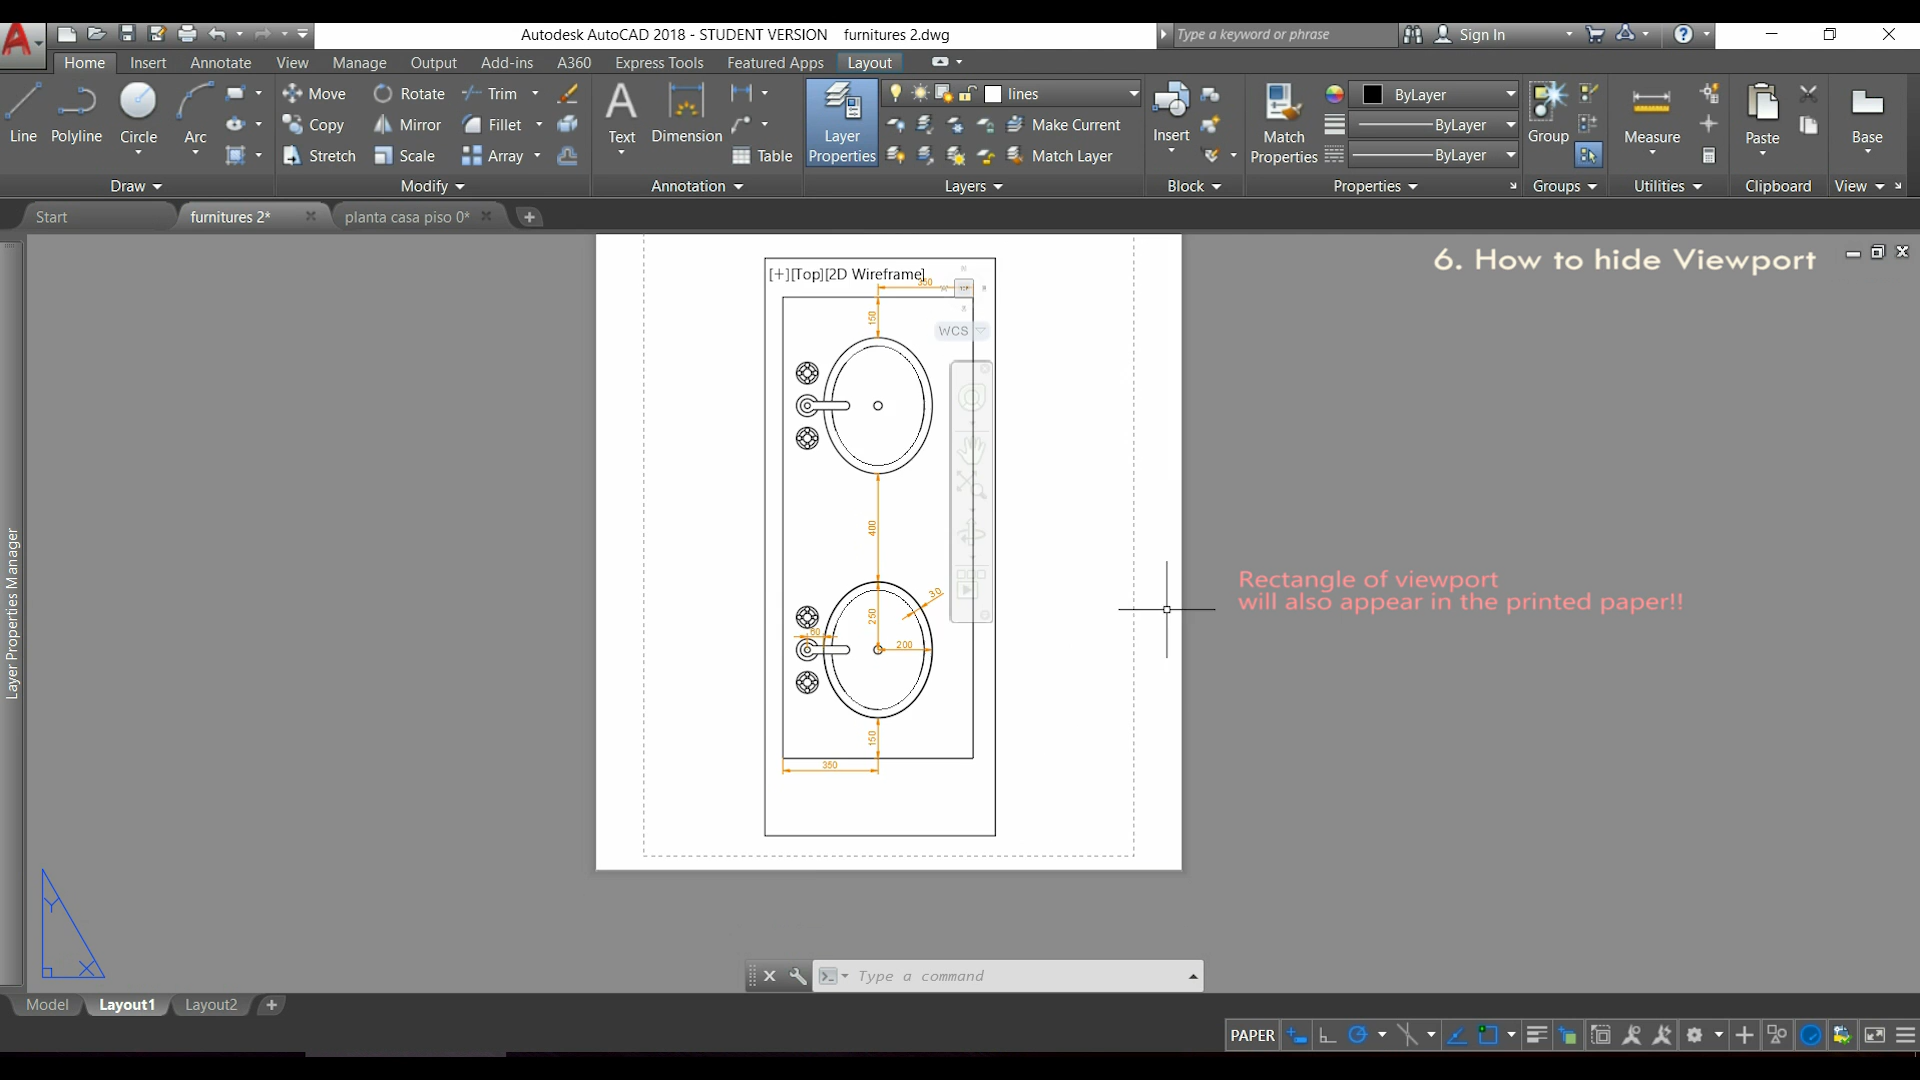 Autodesk AutoCAD 2018 - STUDENT VERSION furnitures 2.dwg
Type a keyword or phrase
Sign In
Home Insert Annotate View Manage Output Add-ins A360 Express Tools Featured Apps Layout
Line Polyline Circle Arc
Move Rotate Trim
Copy Mirror Fillet
Stretch Scale Array
Text Dimension Table
Layer Properties
lines
Make Current
Match Layer
Insert
Match Properties
ByLayer
ByLayer
ByLayer
Group Measure Paste Base
Draw Modify Annotation Layers Block Properties Groups Utilities Clipboard View
Start furnitures 2* planta casa piso 0*
6. How to hide Viewport
[+][Top][2D Wireframe]
350
150
WCS
400
30
250
60
200
150
350
Rectangle of viewport
will also appear in the printed paper!!
Layer Properties Manager
Y
X
Type a command
Model Layout1 Layout2
PAPER